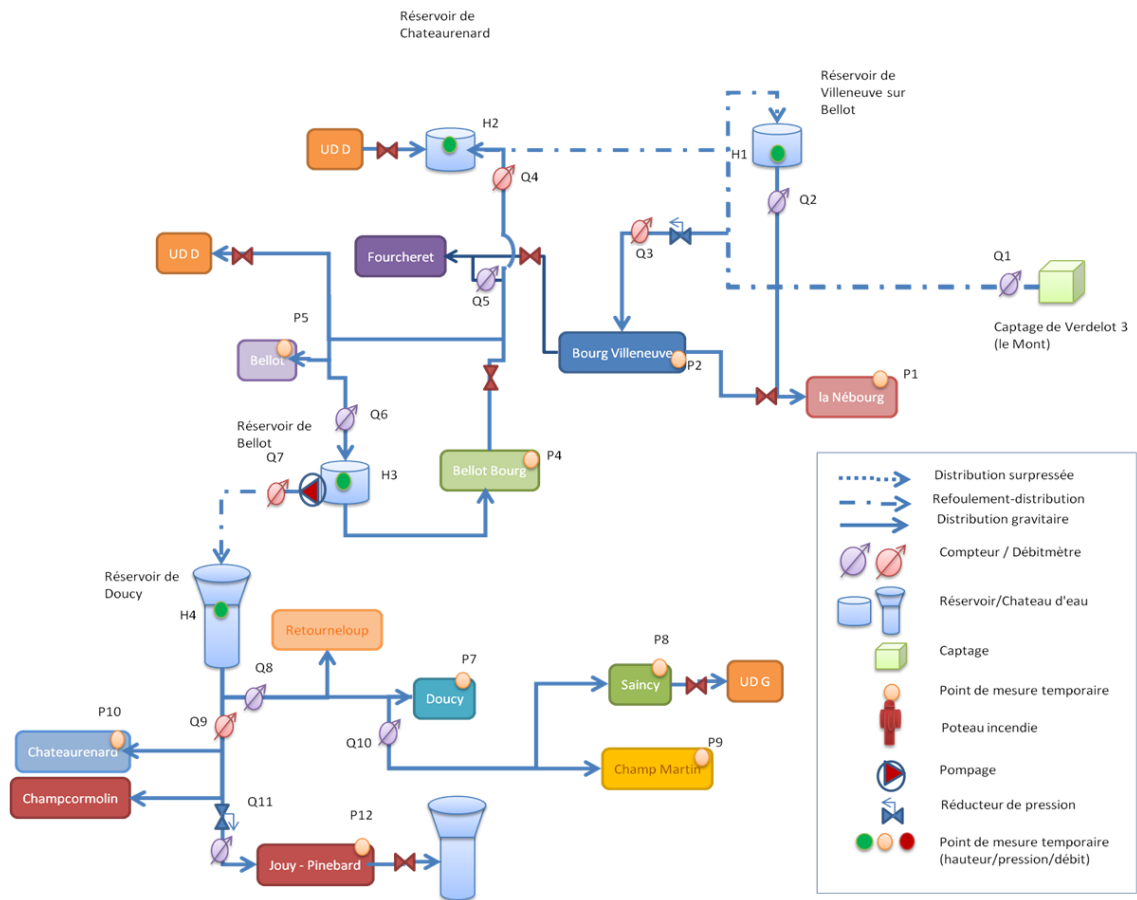 Réservoir de
Chateaurenard
Réservoir de
Villeneuve sur
Bellot
H2
H1
UD D
Q4
Q2
UD D
Fourcheret
Q3
Q5
Q1
Captage de Verdelot 3
(le Mont)
P5
Bellot
Bourg Villeneuve
P2
P1
la Nébourg
Q6
Réservoir de
Bellot
Q7
H3
Bellot Bourg
P4
Distribution surpressée
Refoulement-distribution
Distribution gravitaire
Compteur / Débitmètre
Réservoir/Chateau d'eau
Captage
Point de mesure temporaire
Poteau incendie
Pompage
Réducteur de pression
Point de mesure temporaire
(hauteur/pression/débit)
Réservoir de
Doucy
H4
Retourneloup
Q8
P7
Doucy
P8
Saincy
UD G
P10
Q9
Q10
Chateaurenard
P9
Champ Martin
Champcormolin
Q11
P12
Jouy - Pinebard